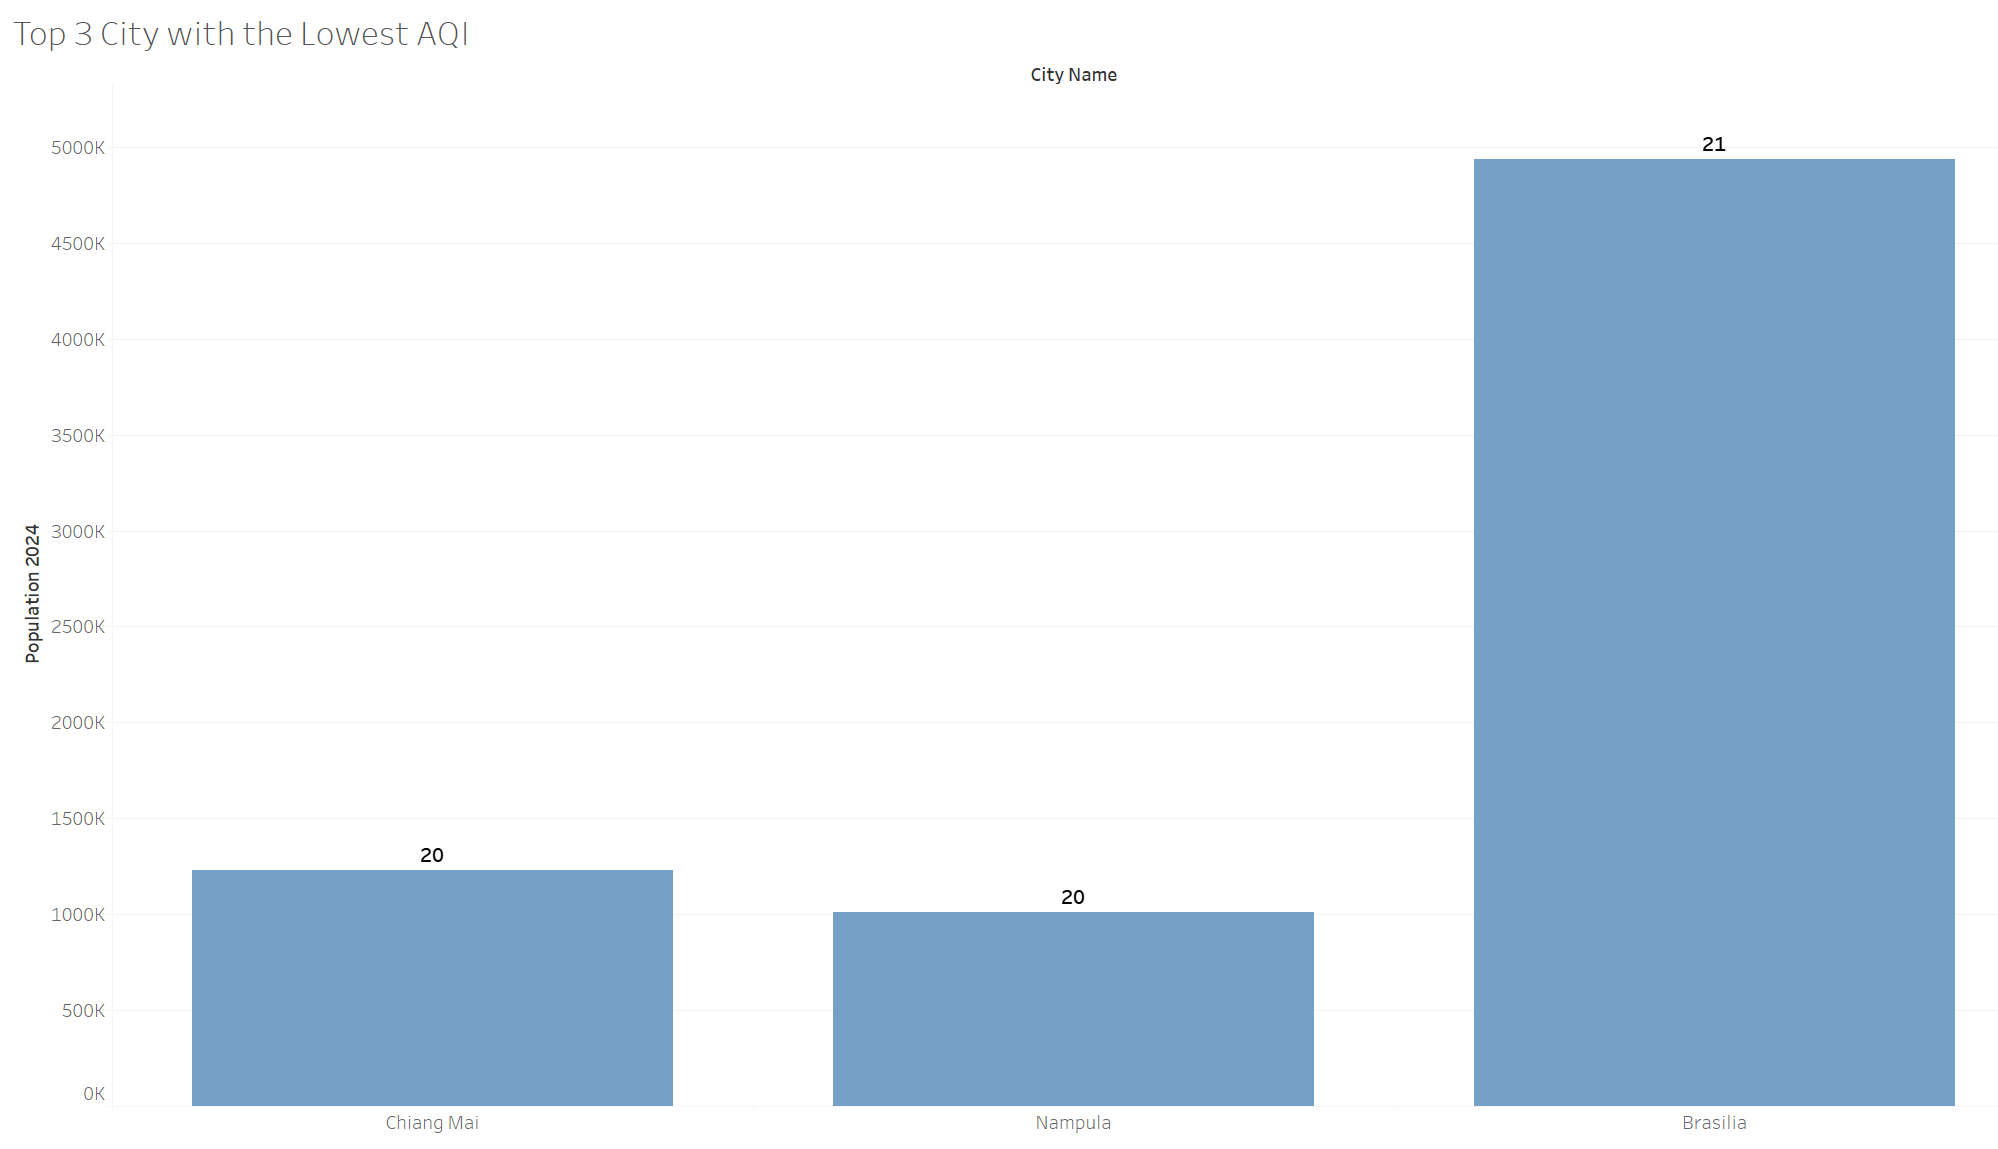 Top 3 City with the Lowest AQI
City Name
Population 2024
5000K
4500K
4000K
3500K
3000K
2500K
2000K
1500K
1000K
500K
0K
20
20
21
Chiang Mai
Nampula
Brasilia